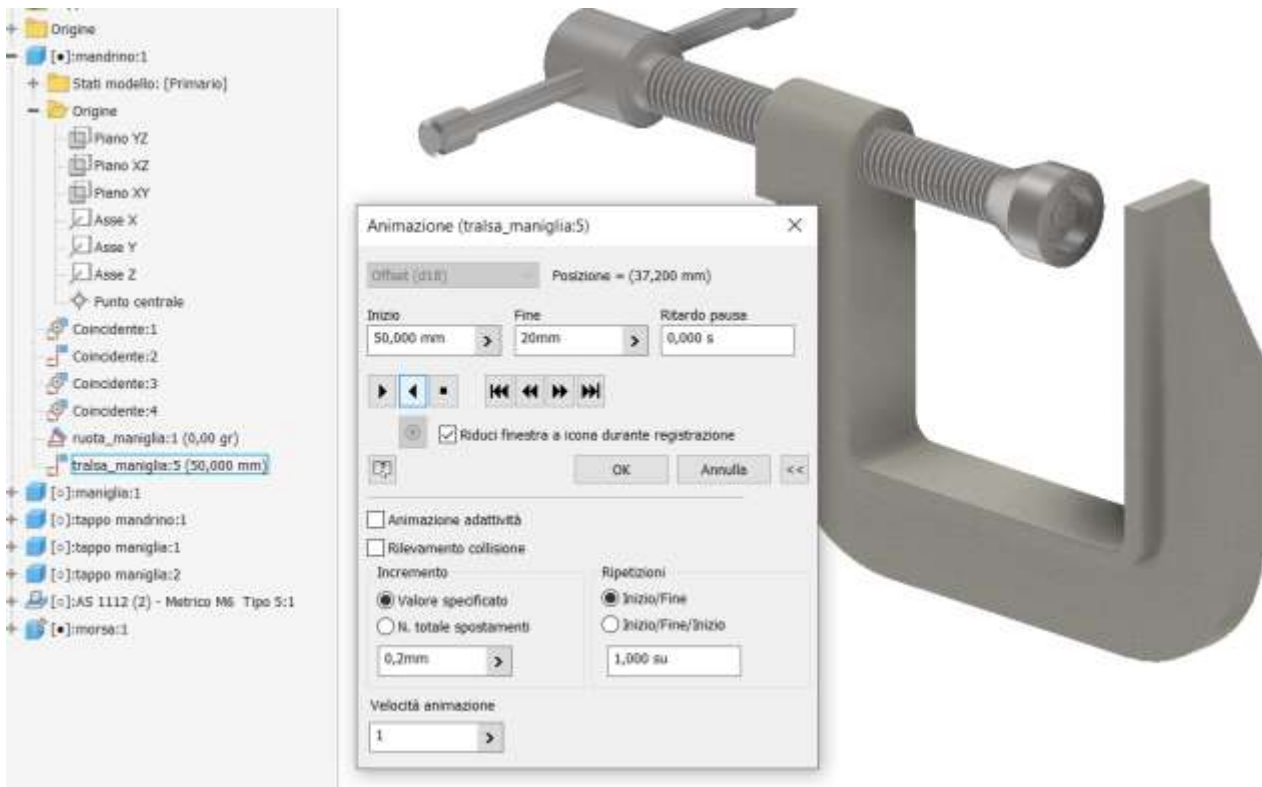 Origine
[•]:mandrino:1
Stati modello: [Primario]
Origine
Piano YZ
Piano XZ
Piano XY
Asse X
Asse Y
Asse Z
Punto centrale
Coincidente:1
Coincidente:2
Coincidente:3
Coincidente:4
ruota_maniglia:1 (0,00 gr)
tralsa_maniglia:5 (50,000 mm)
[○]:maniglia:1
[○]:tappo mandrino:1
[○]:tappo maniglia:1
[○]:tappo maniglia:2
[○]:AS 1112 (2) - Metrico M6 Tipo 5:1
[•]:morsa:1
Animazione (tralsa_maniglia:5)
Offset (d18)
Posizione = (37,200 mm)
Inizio Fine Ritardo pausa
50,000 mm 20mm 0,000 s
Riduci finestra a icona durante registrazione
OK Annulla <<
Animazione adattività
Rilevamento collisione
Incremento Ripetizioni
Valore specificato Inizio/Fine
N. totale spostamenti Inizio/Fine/Inizio
0,2mm 1,000 su
Velocità animazione
1